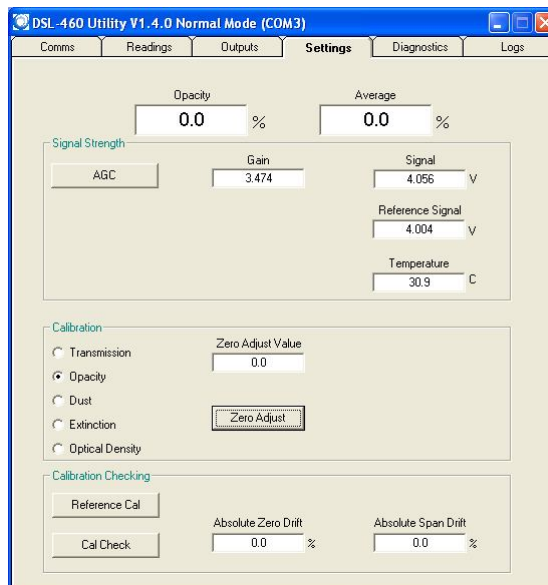 DSL-460 Utility V1.4.0 Normal Mode (COM3)
Comms Readings Outputs Settings Diagnostics Logs
Opacity Average
0.0 % 0.0 %
Signal Strength
Gain Signal
AGC 3.474 4.056 V
Reference Signal
4.004 V
Temperature
30.9 C
Calibration
Zero Adjust Value
Transmission 0.0
Opacity
Dust
Extinction Zero Adjust
Optical Density
Calibration Checking
Reference Cal
Absolute Zero Drift Absolute Span Drift
Cal Check 0.0 % 0.0 %